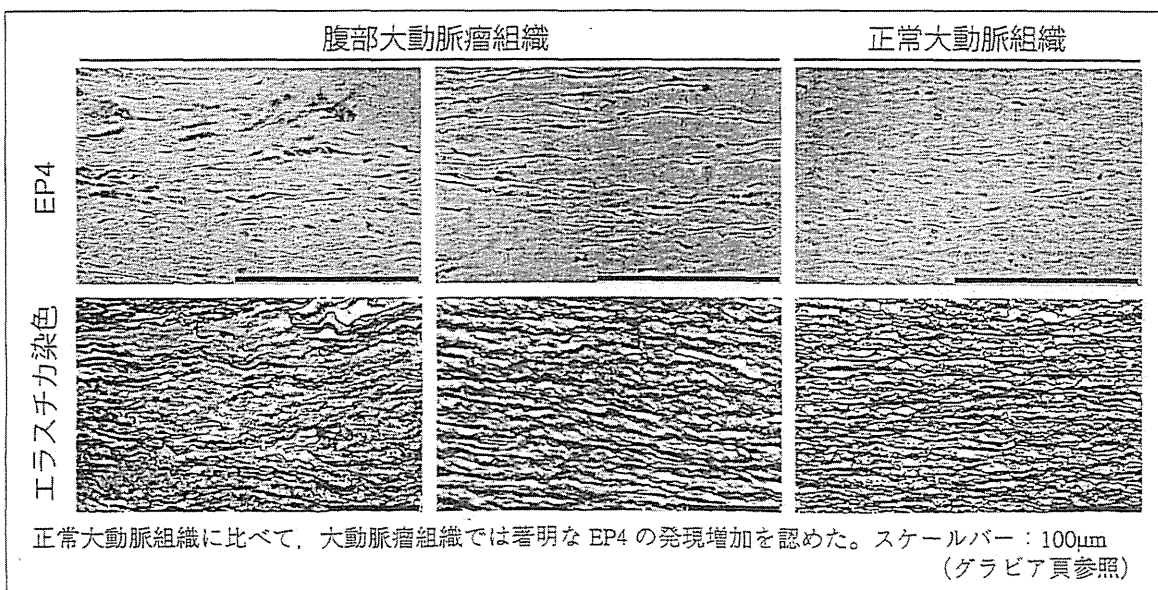 腹部大動脈瘤組織
正常大動脈組織
EP4
エラスチカ染色
正常大動脈組織に比べて,大動脈瘤組織では著明な EP4 の発現増加を認めた。スケールバー:100μm
(グラビア頁参照)